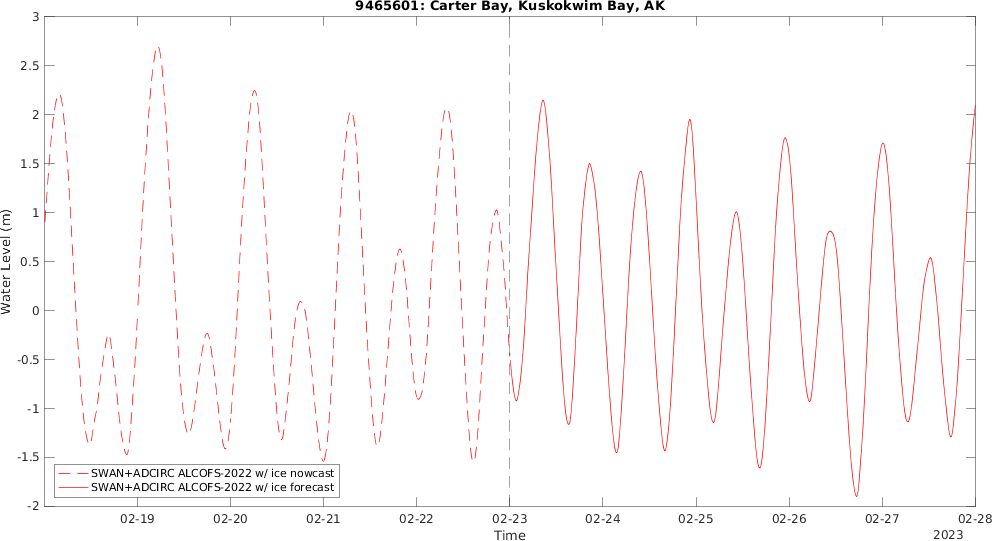 9465601: Carter Bay, Kuskokwim Bay, AK
3
2.5
2
1.5
1
0.5
0
-0.5
-1
-1.5
-2
Water Level (m)
SWAN+ADCIRC ALCOFS-2022 w/ ice nowcast
SWAN+ADCIRC ALCOFS-2022 w/ ice forecast
02-19 02-20 02-21 02-22 02-23 02-24 02-25 02-26 02-27 02-28
Time
2023